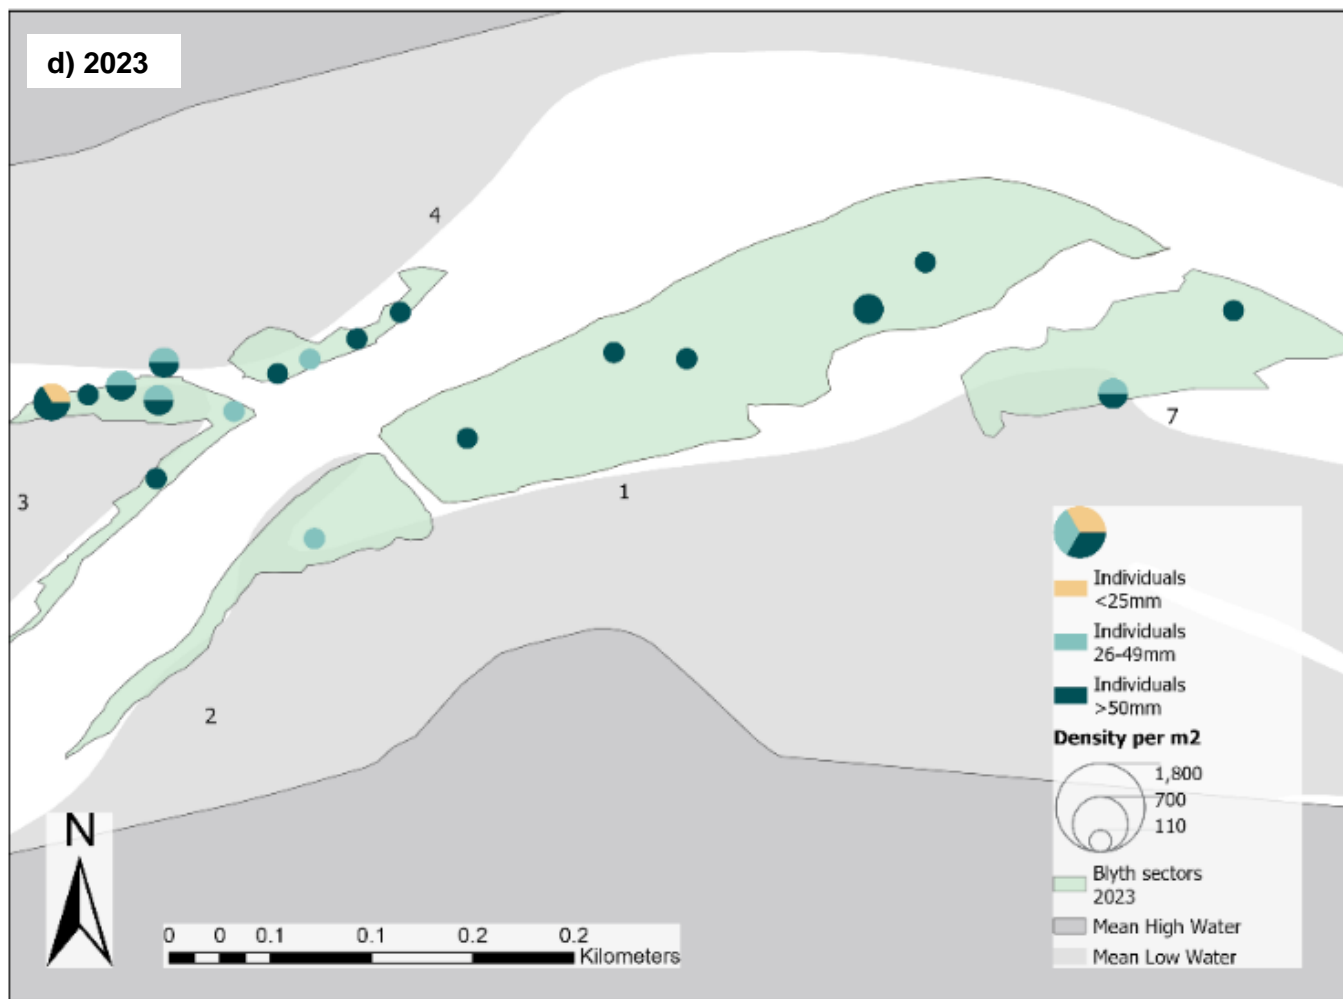 d) 2023
4
3
1
7
2
Individuals
<25mm
Individuals
26-49mm
Individuals
>50mm
Density per m2
1,800
700
110
Blyth sectors
2023
Mean High Water
Mean Low Water
N
0 0 0.1 0.1 0.2 0.2
Kilometers